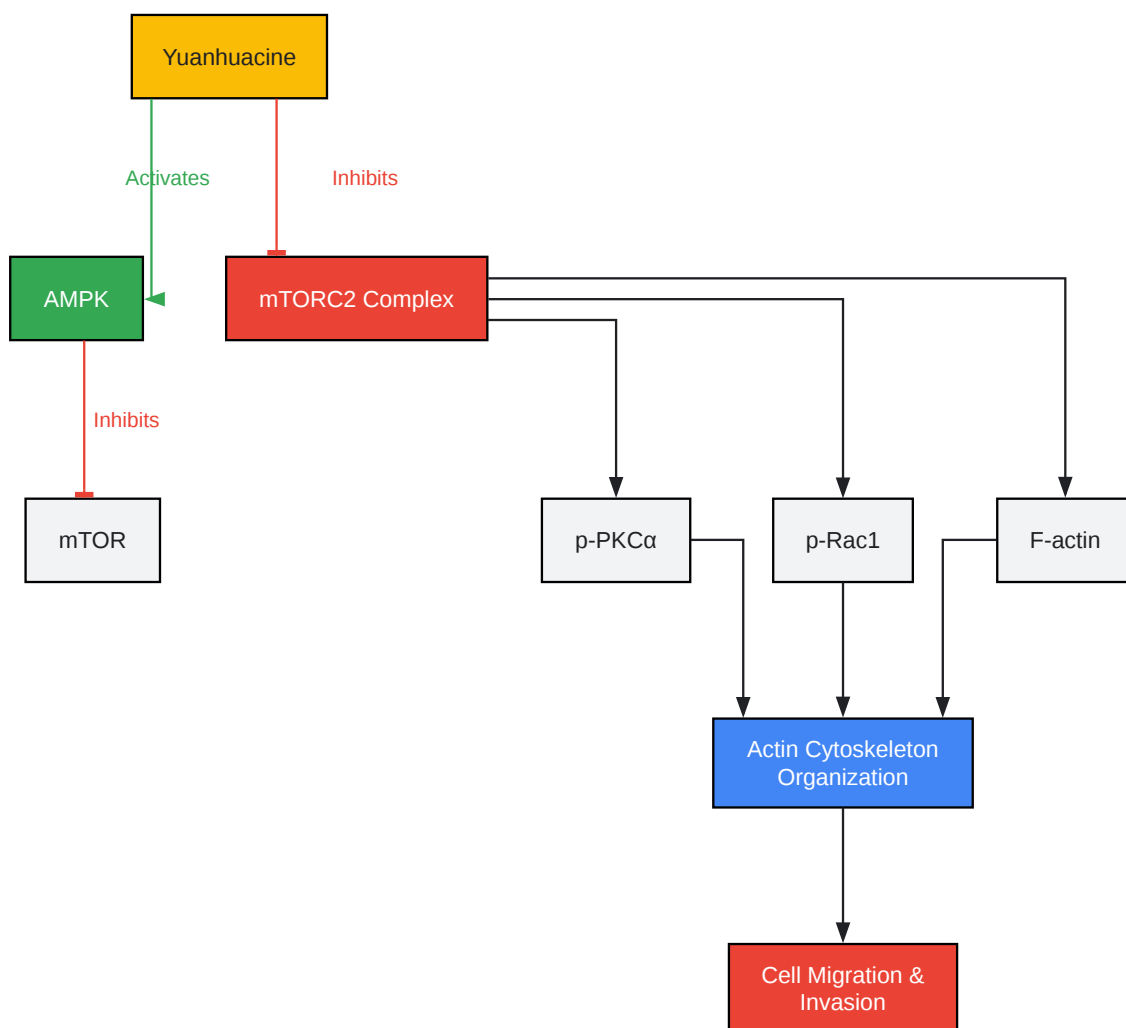 Yuanhuacine
Activates
Inhibits
AMPK
mTORC2 Complex
Inhibits
mTOR
p-PKCα
p-Rac1
F-actin
Actin Cytoskeleton
Organization
Cell Migration &
Invasion